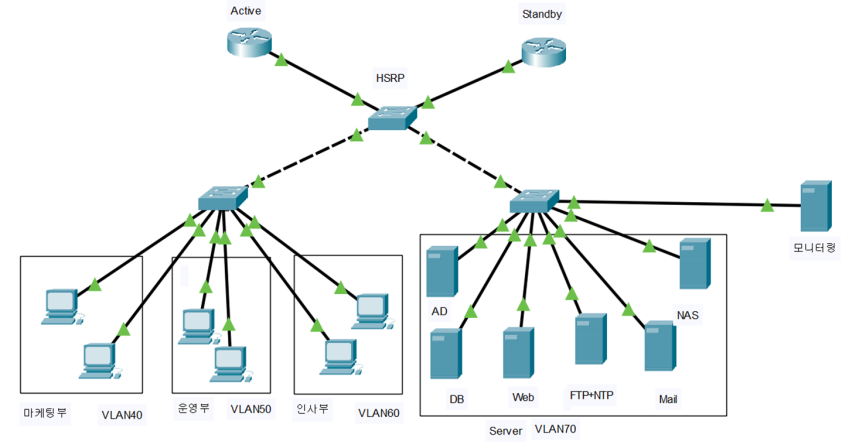 Active
Standby
HSRP
모니터링
AD
NAS
DB
Web
FTP+NTP
Mail
마케팅부 VLAN40
운영부 VLAN50
인사부 VLAN60
Server VLAN70